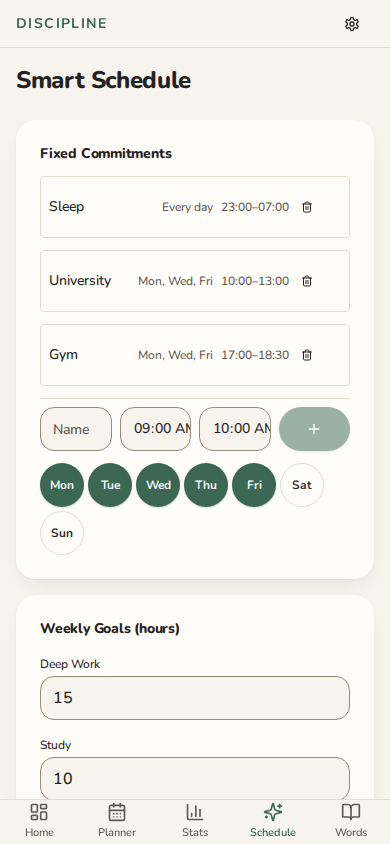 DISCIPLINE
Smart Schedule
Fixed Commitments
Sleep Every day 23:00–07:00
University Mon, Wed, Fri 10:00–13:00
Gym Mon, Wed, Fri 17:00–18:30
Name 09:00 AM 10:00 AM +
Mon Tue Wed Thu Fri Sat
Sun
Weekly Goals (hours)
Deep Work
15
Study
10
Home Planner Stats Schedule Words